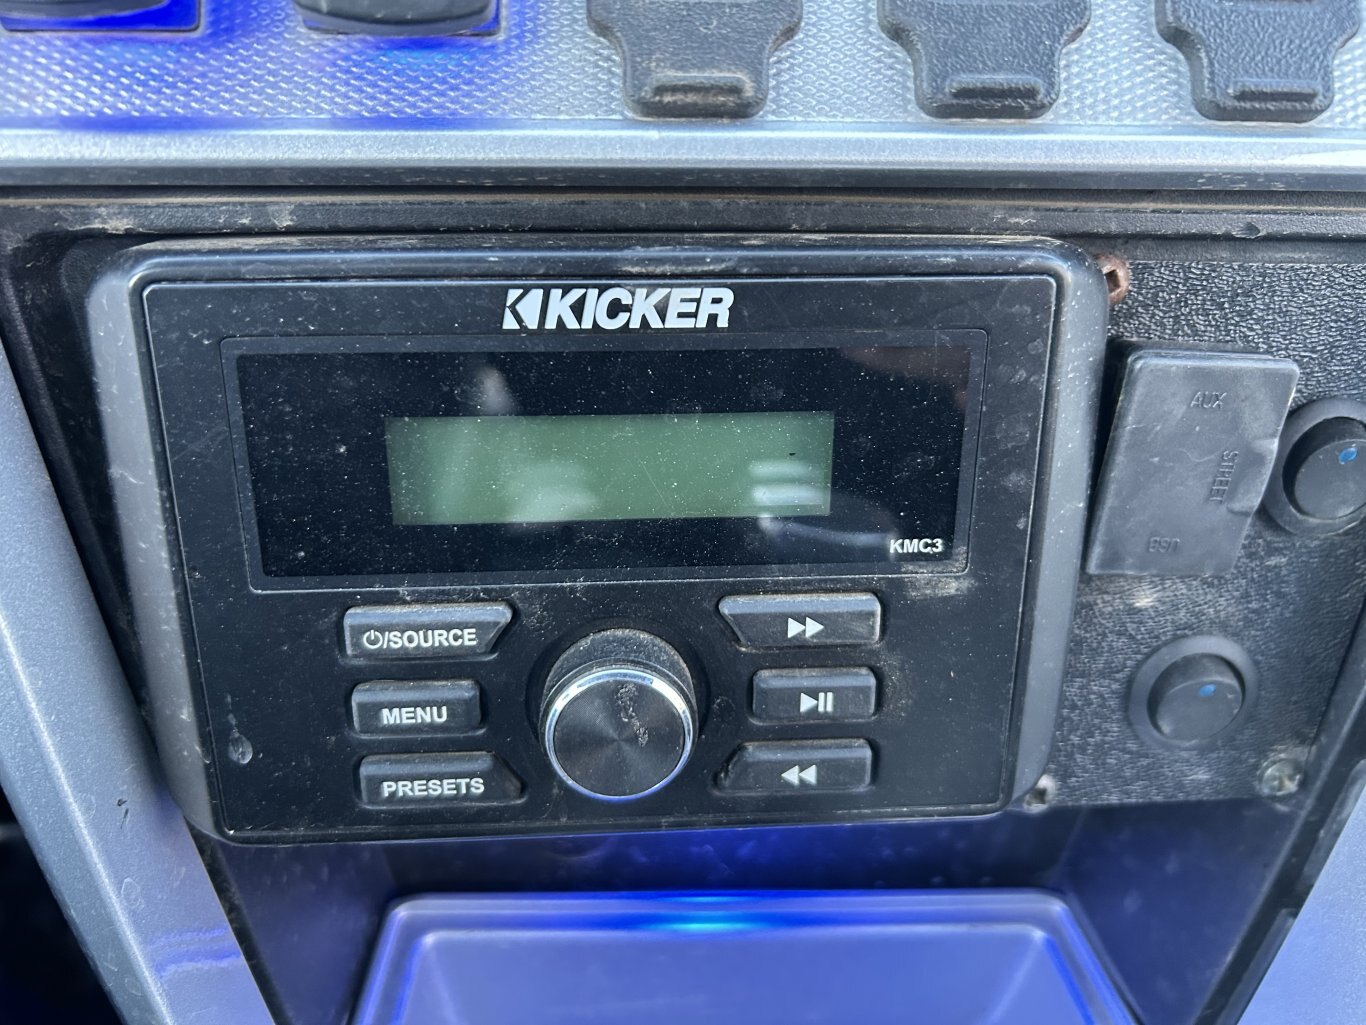 KICKER
AUX
KMC3
USB
⏻/SOURCE
MENU
PRESETS